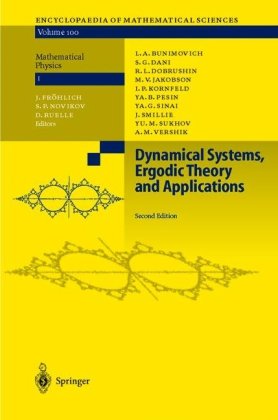 ENCYCLOPAEDIA OF MATHEMATICAL SCIENCES
Volume 100
Mathematical
Physics
I
J. FRÖHLICH
S. P. NOVIKOV
D. RUELLE
Editors
L. A. BUNIMOVICH
S. G. DANI
R. L. DOBRUSHIN
M. V. JAKOBSON
I. P. KORNFELD
YA. B. PESIN
YA. G. SINAI
J. SMILLIE
YU. M. SUKHOV
A. M. VERSHIK
Dynamical Systems,
Ergodic Theory
and Applications
Second Edition
Springer